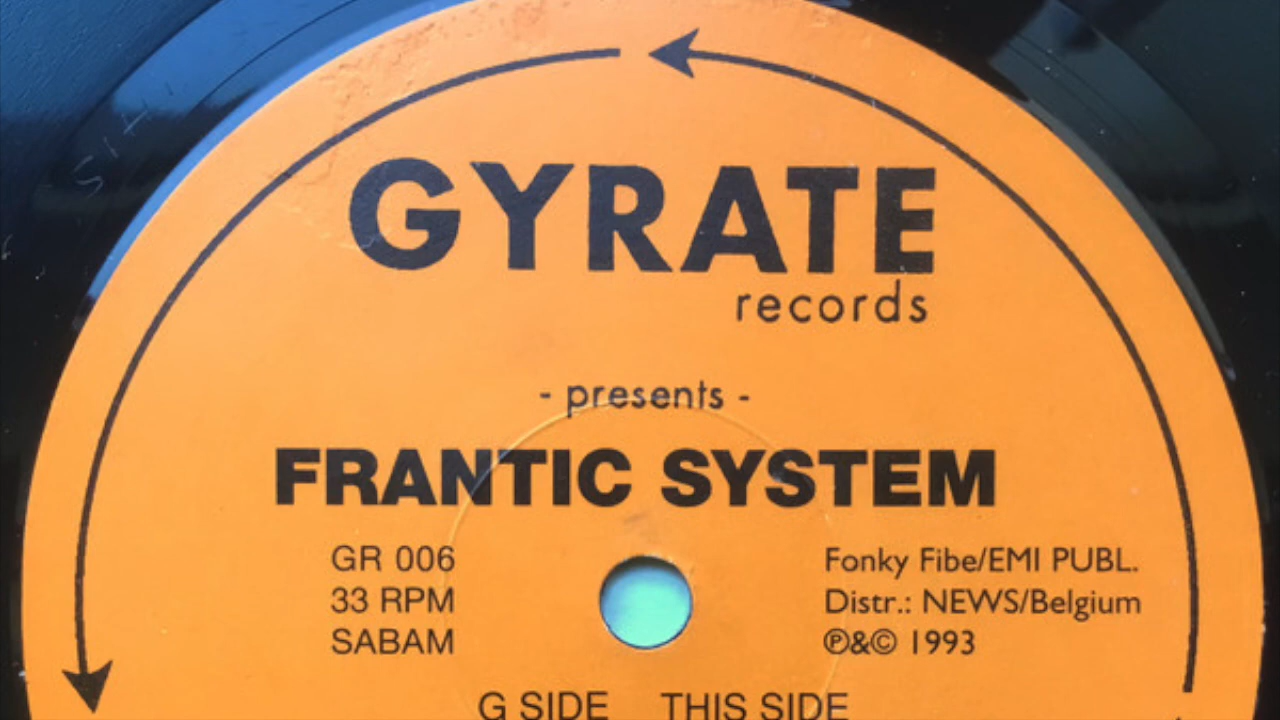 GYRATE
records
- presents -
FRANTIC SYSTEM
GR 006
33 RPM
SABAM
Fonky Fibe/EMI PUBL.
Distr.: NEWS/Belgium
℗&© 1993
G SIDE THIS SIDE